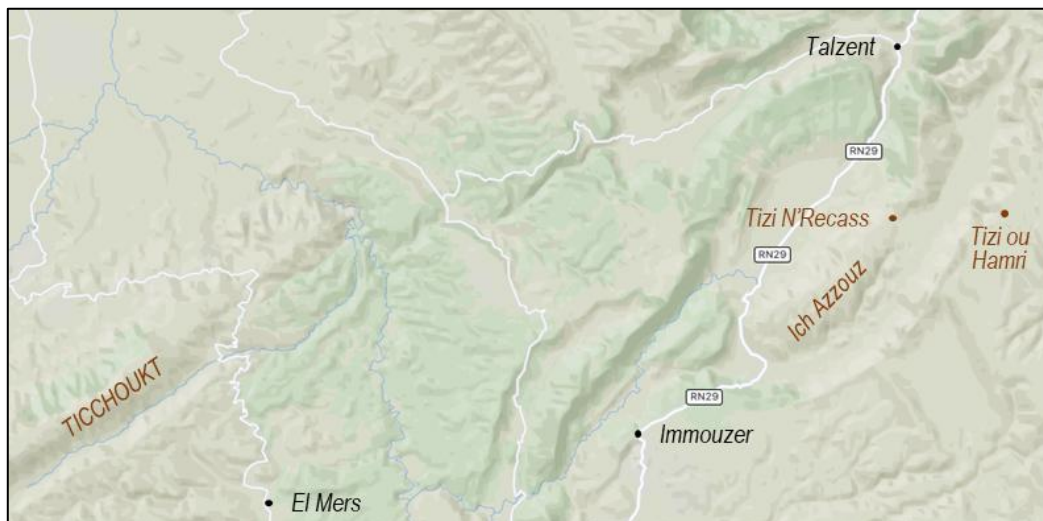 Talzent
RN29
Tizi N'Recass
Tizi ou
Hamri
RN29
Ich Azzouz
TICCHOUKT
RN29
Immouzer
El Mers